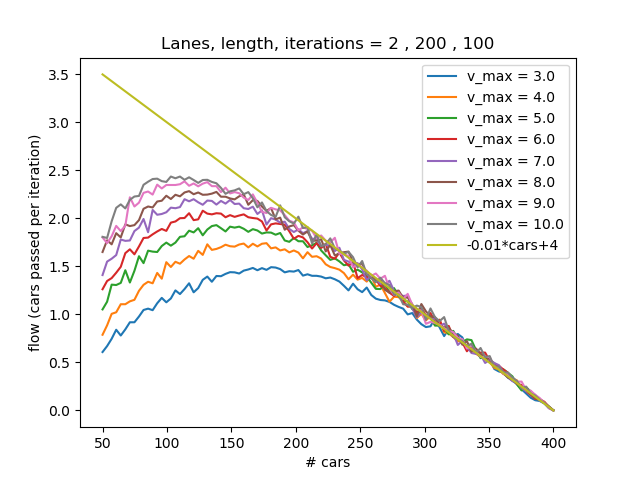 Lanes, length, iterations = 2 , 200 , 100
flow (cars passed per iteration)
3.5
3.0
2.5
2.0
1.5
1.0
0.5
0.0
v_max = 3.0
v_max = 4.0
v_max = 5.0
v_max = 6.0
v_max = 7.0
v_max = 8.0
v_max = 9.0
v_max = 10.0
-0.01*cars+4
50 100 150 200 250 300 350 400
# cars